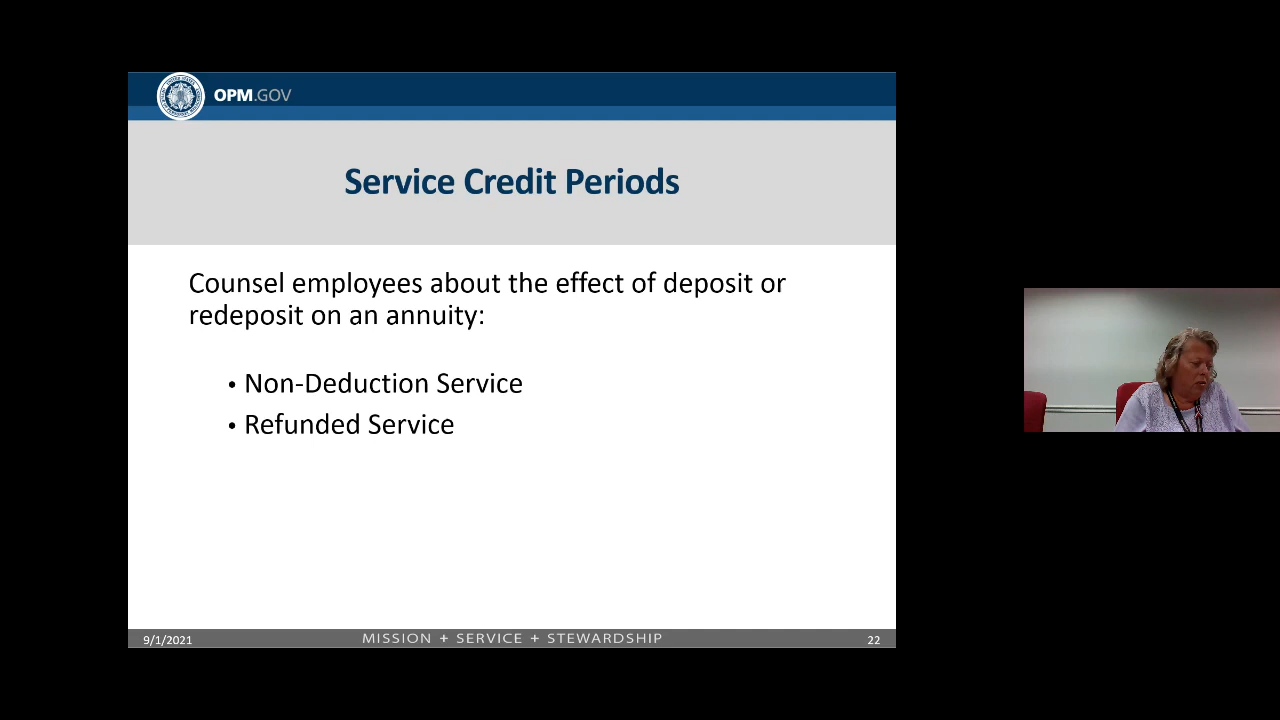 OPM.GOV
Service Credit Periods
Counsel employees about the effect of deposit or
redeposit on an annuity:
• Non-Deduction Service
• Refunded Service
9/1/2021
MISSION + SERVICE + STEWARDSHIP
22